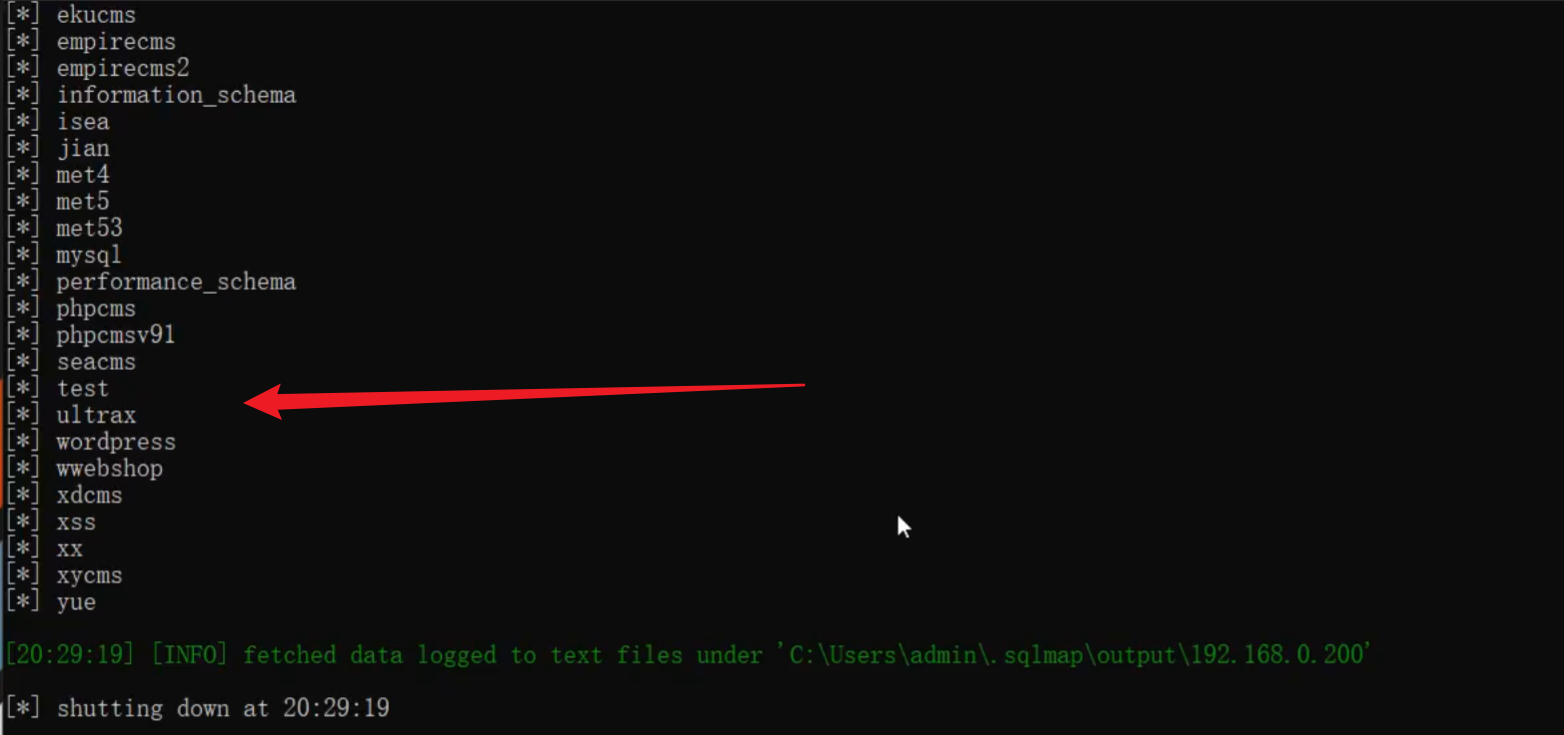 [*] ekucms
[*] empirecms
[*] empirecms2
[*] information_schema
[*] isea
[*] jian
[*] met4
[*] met5
[*] met53
[*] mysql
[*] performance_schema
[*] phpcms
[*] phpcmsv91
[*] seacms
[*] test
[*] ultrax
[*] wordpress
[*] wwebshop
[*] xdcms
[*] xss
[*] xx
[*] xycms
[*] yue
[20:29:19] [INFO] fetched data logged to text files under 'C:\Users\admin\.sqlmap\output\192.168.0.200'
[*] shutting down at 20:29:19